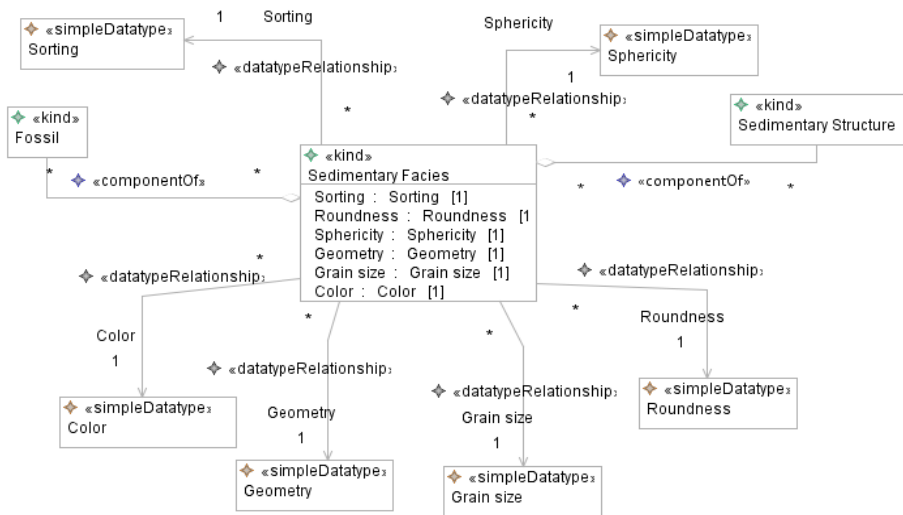 1 Sorting
«simpleDatatype»
Sorting
Sphericity
«simpleDatatype»
Sphericity
«datatypeRelationship»
1
«datatypeRelationship»
*
*
«kind»
Fossil
«kind»
Sedimentary Structure
*
«componentOf»
*
«kind»
Sedimentary Facies
Sorting : Sorting [1]
Roundness : Roundness [1
Sphericity : Sphericity [1]
Geometry : Geometry [1]
Grain size : Grain size [1]
Color : Color [1]
*
«componentOf»
*
*
«datatypeRelationship»
Color
1
«simpleDatatype»
Color
*
«datatypeRelationship»
Geometry
1
«simpleDatatype»
Geometry
*
«datatypeRelationship»
Grain size
1
«simpleDatatype»
Grain size
«datatypeRelationship»
*
Roundness
1
«simpleDatatype»
Roundness